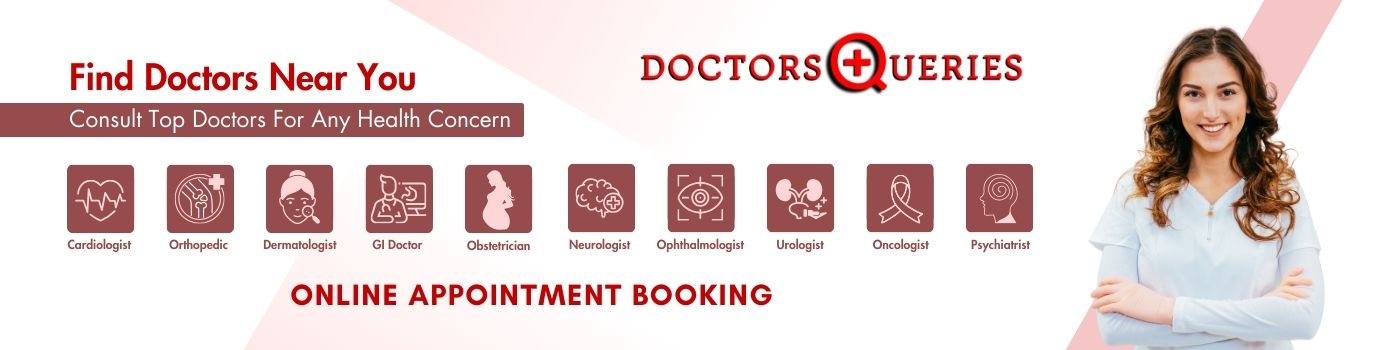 Find Doctors Near You
Consult Top Doctors For Any Health Concern
DOCTORS QUERIES
Cardiologist
Orthopedic
Dermatologist
GI Doctor
Obstetrician
Neurologist
Ophthalmologist
Urologist
Oncologist
Psychiatrist
ONLINE APPOINTMENT BOOKING